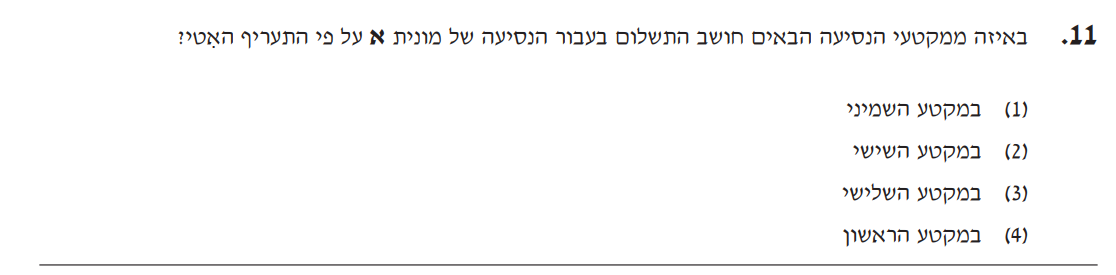 11. באיזה ממקטעי הנסיעה הבאים חושב התשלום בעבור הנסיעה של מונית א על פי התעריף האִטי?
(1) במקטע השמיני
(2) במקטע השישי
(3) במקטע השלישי
(4) במקטע הראשון